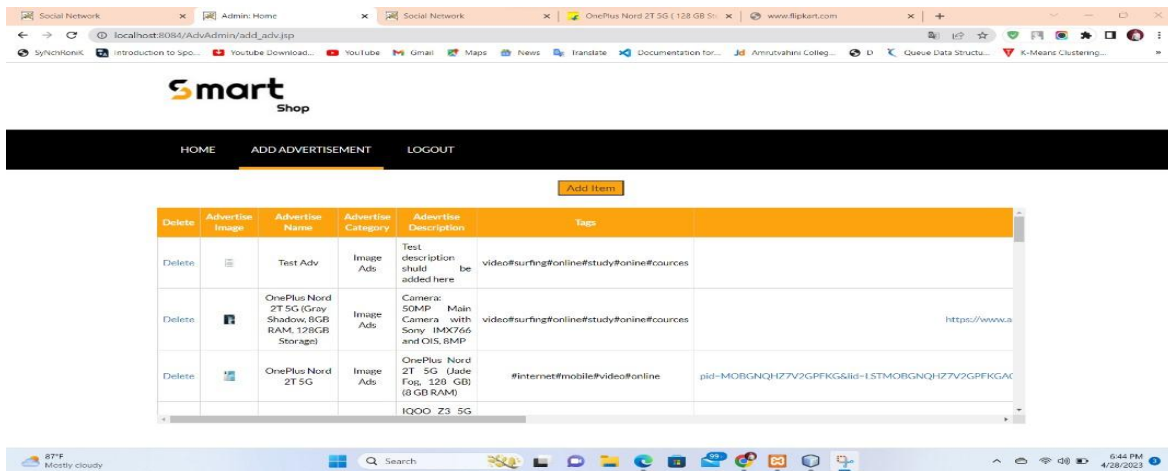 Social Network
Admin: Home
Social Network
OnePlus Nord 2T 5G ( 128 GB
www.flipkart.com
localhost:8084/AdvAdmin/add_adv.jsp
SyNcHRoNiX
Introduction to Spo...
Youtube Download...
YouTube
Gmail
Maps
News
Translate
Documentation for...
Amrutvahini Colleg...
D
Queue Data Structu...
K-Means Clustering...
Smart
Shop
HOME ADD ADVERTISEMENT LOGOUT
Add Item
Delete
Advertise
Image
Advertise
Name
Advertise
Category
Adevrtise
Description
Tags
Delete
Test Adv
Image
Ads
Test
description
shuld be
added here
video#surfing#online#study#onine#cources
Delete
OnePlus Nord
2T 5G (Gray
Shadow, 8GB
RAM, 128GB
Storage)
Image
Ads
Camera:
50MP Main
Camera with
Sony IMX766
and OIS, 8MP
video#surfing#online#study#onine#cources
https://www.a
Delete
OnePlus Nord
2T 5G
Image
Ads
OnePlus Nord
2T 5G (Jade
Fog, 128 GB)
(8 GB RAM)
#internet#mobile#video#online
pid=MOBGNQHZ7V2GPFKG&lid=LSTMOBGNQHZ7V2GPFKGAC
IQOO Z3 5G
87°F
Mostly cloudy
Search
99+
6:44 PM
4/28/2023